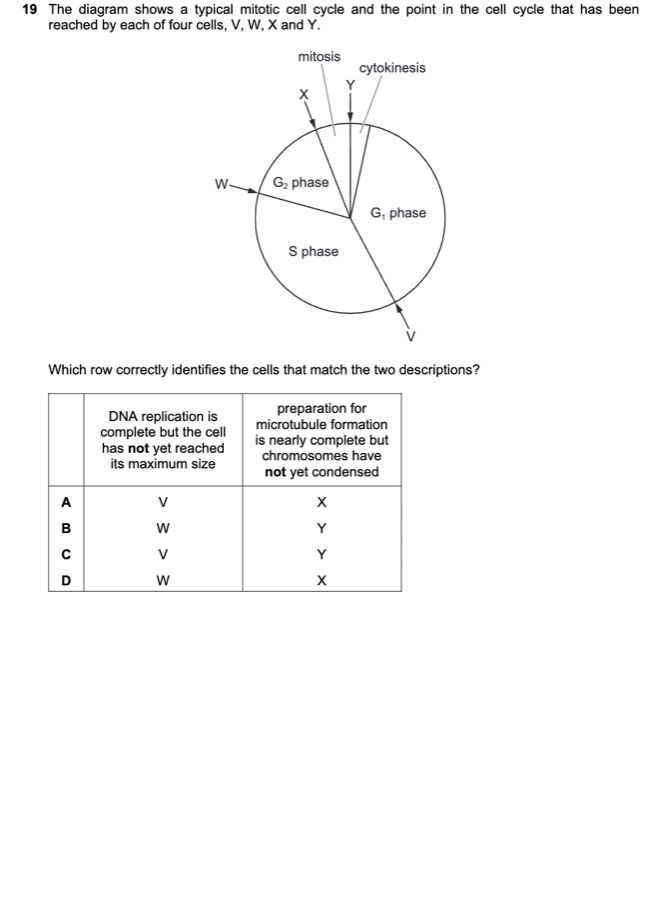 19 The diagram shows a typical mitotic cell cycle and the point in the cell cycle that has been
reached by each of four cells, V, W, X and Y.
mitosis
cytokinesis
Y
X
W
G₂ phase
G₁ phase
S phase
V
Which row correctly identifies the cells that match the two descriptions?
DNA replication is
complete but the cell
has not yet reached
its maximum size
preparation for
microtubule formation
is nearly complete but
chromosomes have
not yet condensed
A V X
B W Y
C V Y
D W X